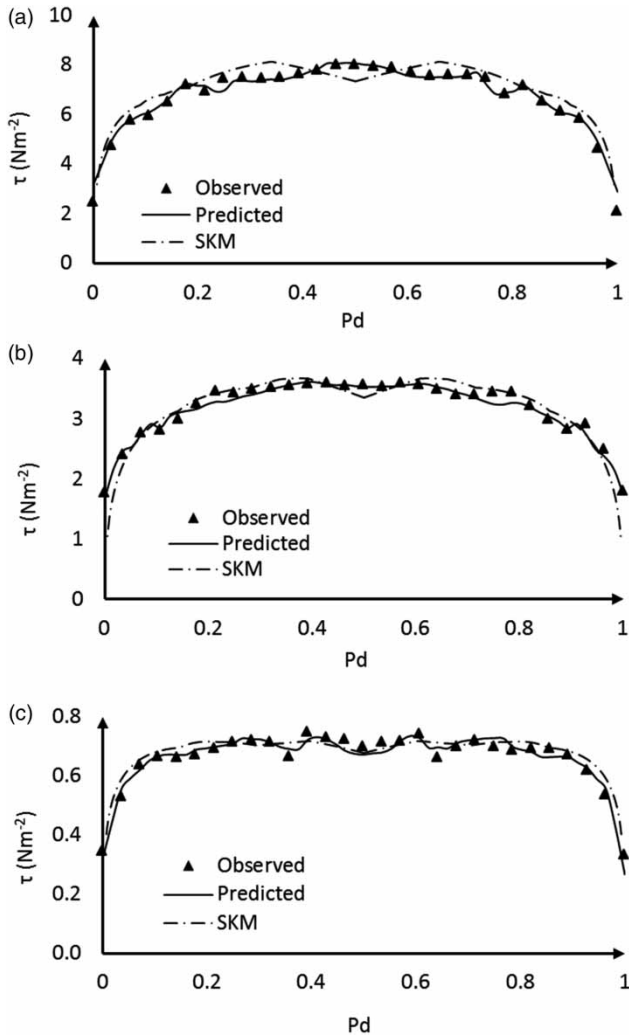 (a)
10
8
6
4
2
0
τ (Nm⁻²)
Observed
Predicted
SKM
0 0.2 0.4 0.6 0.8 1
Pd
(b)
4
3
2
1
0
τ (Nm⁻²)
Observed
Predicted
SKM
0 0.2 0.4 0.6 0.8 1
Pd
(c)
0.8
0.6
0.4
0.2
0.0
τ (Nm⁻²)
Observed
Predicted
SKM
0 0.2 0.4 0.6 0.8 1
Pd